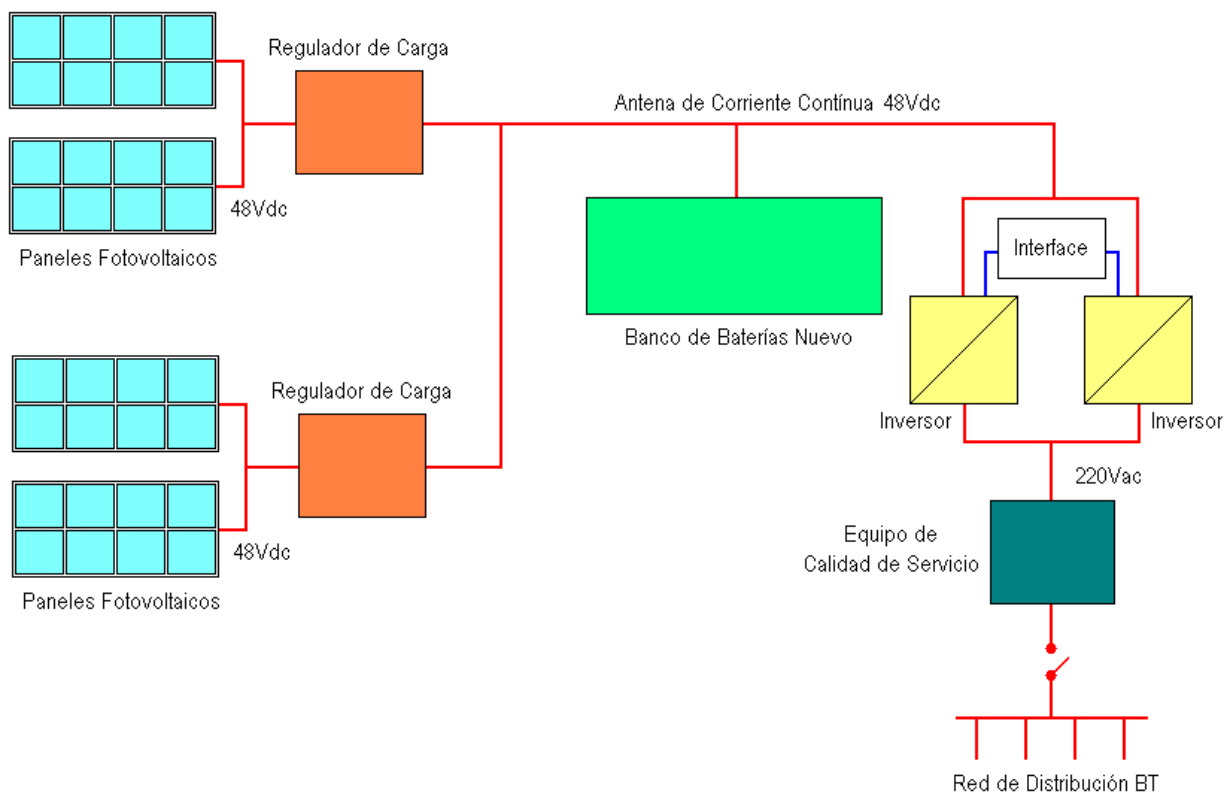 Regulador de Carga
Antena de Corriente Contínua 48Vdc
48Vdc
Paneles Fotovoltaicos
Interface
Banco de Baterías Nuevo
Regulador de Carga
Inversor
Inversor
220Vac
48Vdc
Paneles Fotovoltaicos
Equipo de
Calidad de Servicio
Red de Distribución BT